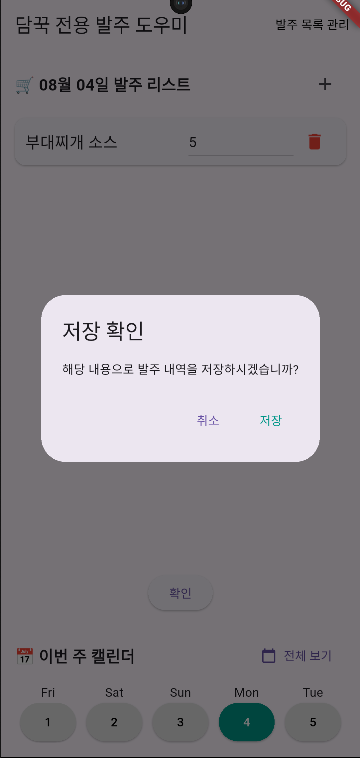 담꾹 전용 발주 도우미
발주 목록 관리
🛒 08월 04일 발주 리스트
부대찌개 소스 5
저장 확인
해당 내용으로 발주 내역을 저장하시겠습니까?
취소 저장
확인
📅 이번 주 캘린더 전체 보기
Fri Sat Sun Mon Tue
1 2 3 4 5